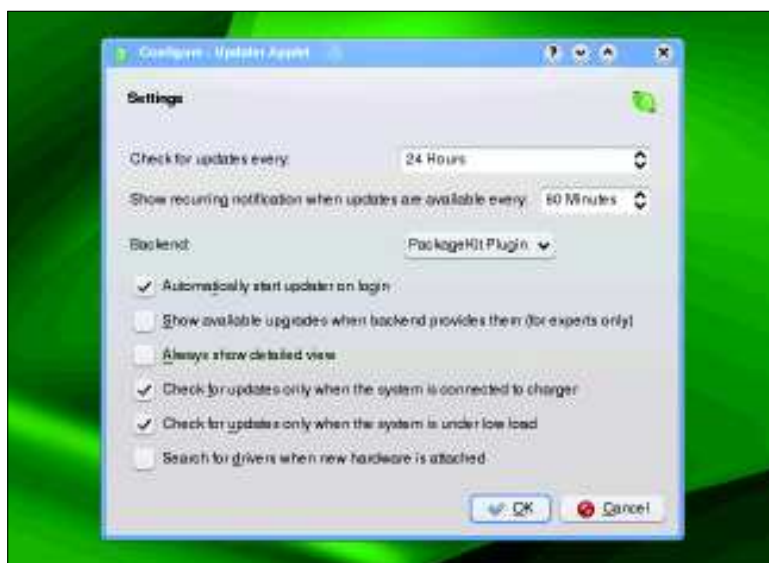 Configure - Updater Applet
Settings
Check for updates every: 24 Hours
Show recurring notification when updates are available every: 60 Minutes
Backend: PackageKit Plugin
Automatically start updater on login
Show available upgrades when backend provides them (for experts only)
Always show detailed view
Check for updates only when the system is connected to charger
Check for updates only when the system is under low load
Search for drivers when new hardware is attached
OK Cancel